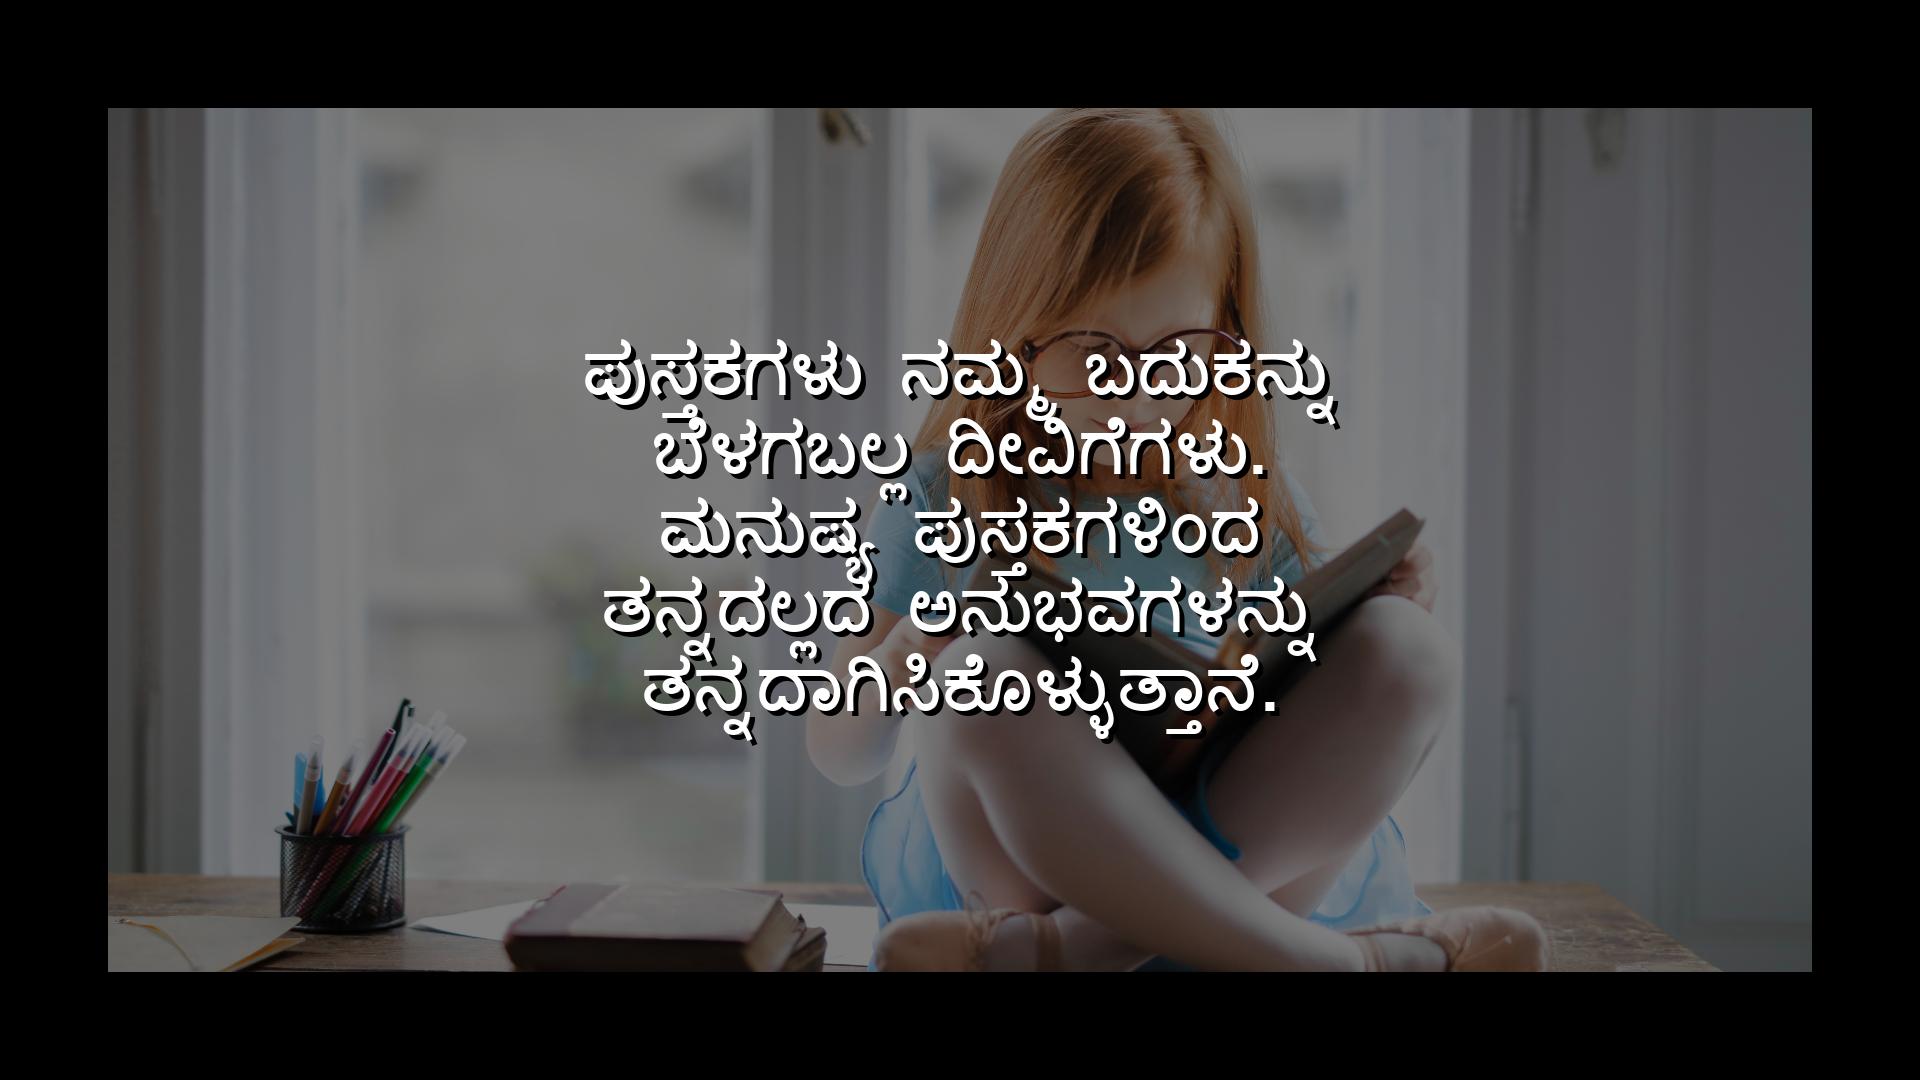 ಪುಸ್ತಕಗಳು ನಮ್ಮ ಬದುಕನ್ನು
ಬೆಳಗಬಲ್ಲ ದೀವಿಗೆಗಳು.
ಮನುಷ್ಯ ಪುಸ್ತಕಗಳಿಂದ
ತನ್ನದಲ್ಲದ ಅನುಭವಗಳನ್ನು
ತನ್ನದಾಗಿಸಿಕೊಳ್ಳುತ್ತಾನೆ.